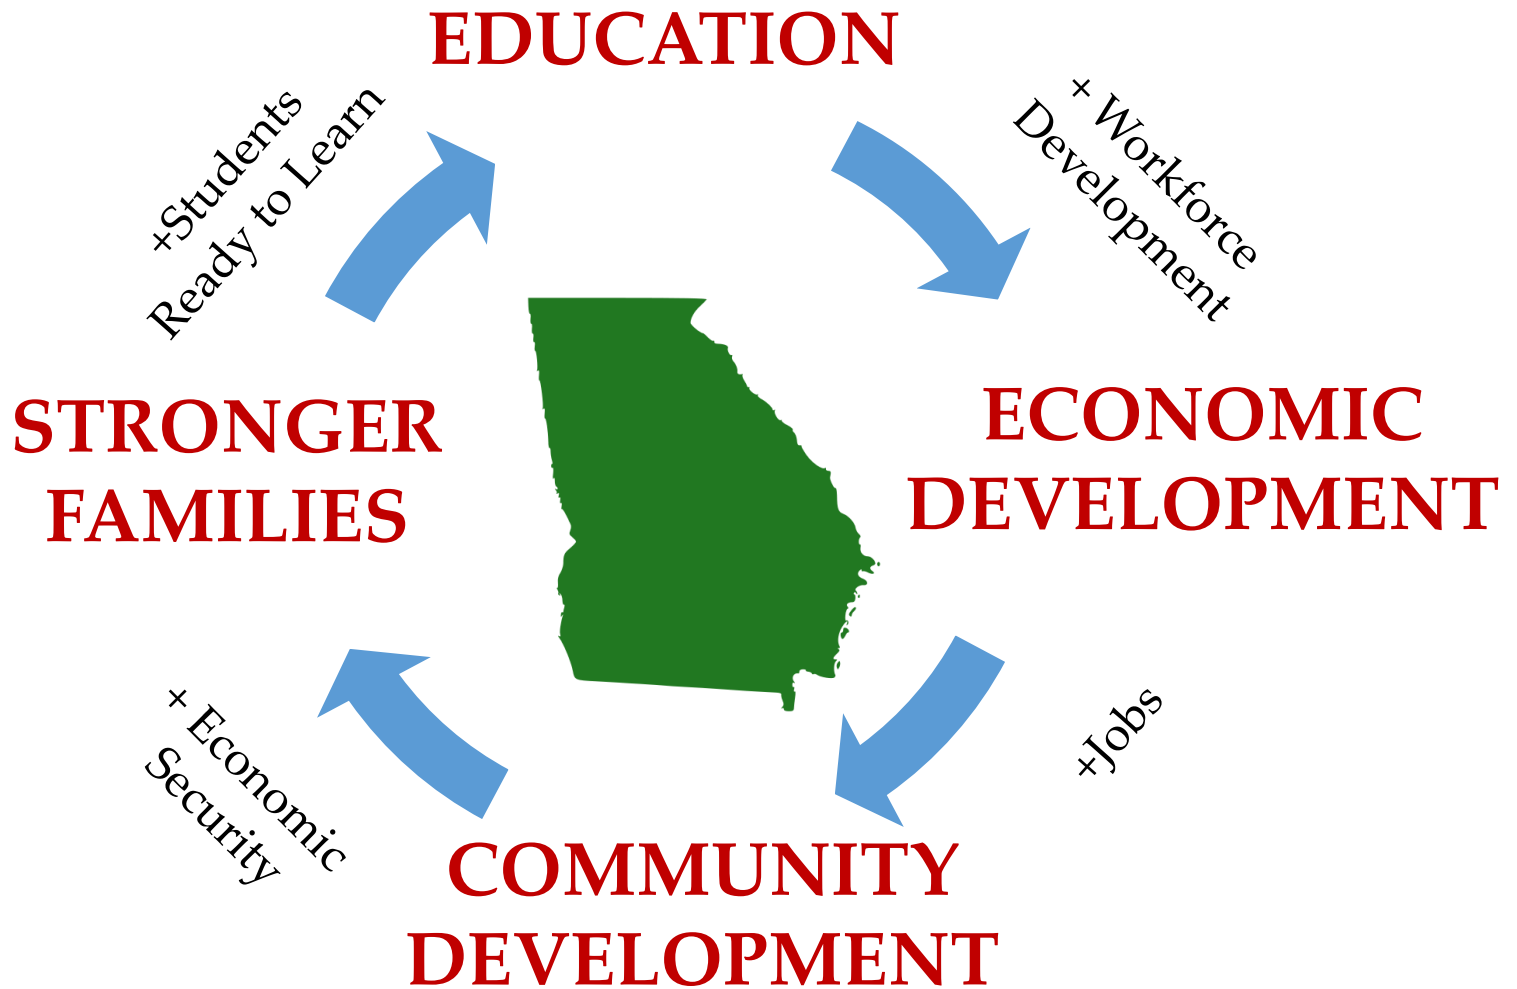 EDUCATION
+ Workforce
Development
ECONOMIC
DEVELOPMENT
+Jobs
COMMUNITY
DEVELOPMENT
+ Economic
Security
STRONGER
FAMILIES
+Students
Ready to Learn